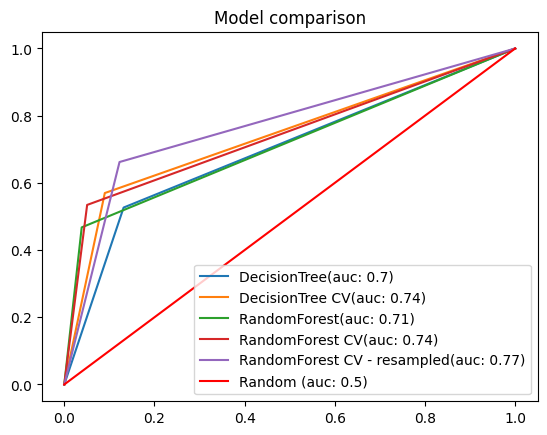 Model comparison
1.0
0.8
0.6
0.4
0.2
0.0
DecisionTree(auc: 0.7)
DecisionTree CV(auc: 0.74)
RandomForest(auc: 0.71)
RandomForest CV(auc: 0.74)
RandomForest CV - resampled(auc: 0.77)
Random (auc: 0.5)
0.0 0.2 0.4 0.6 0.8 1.0